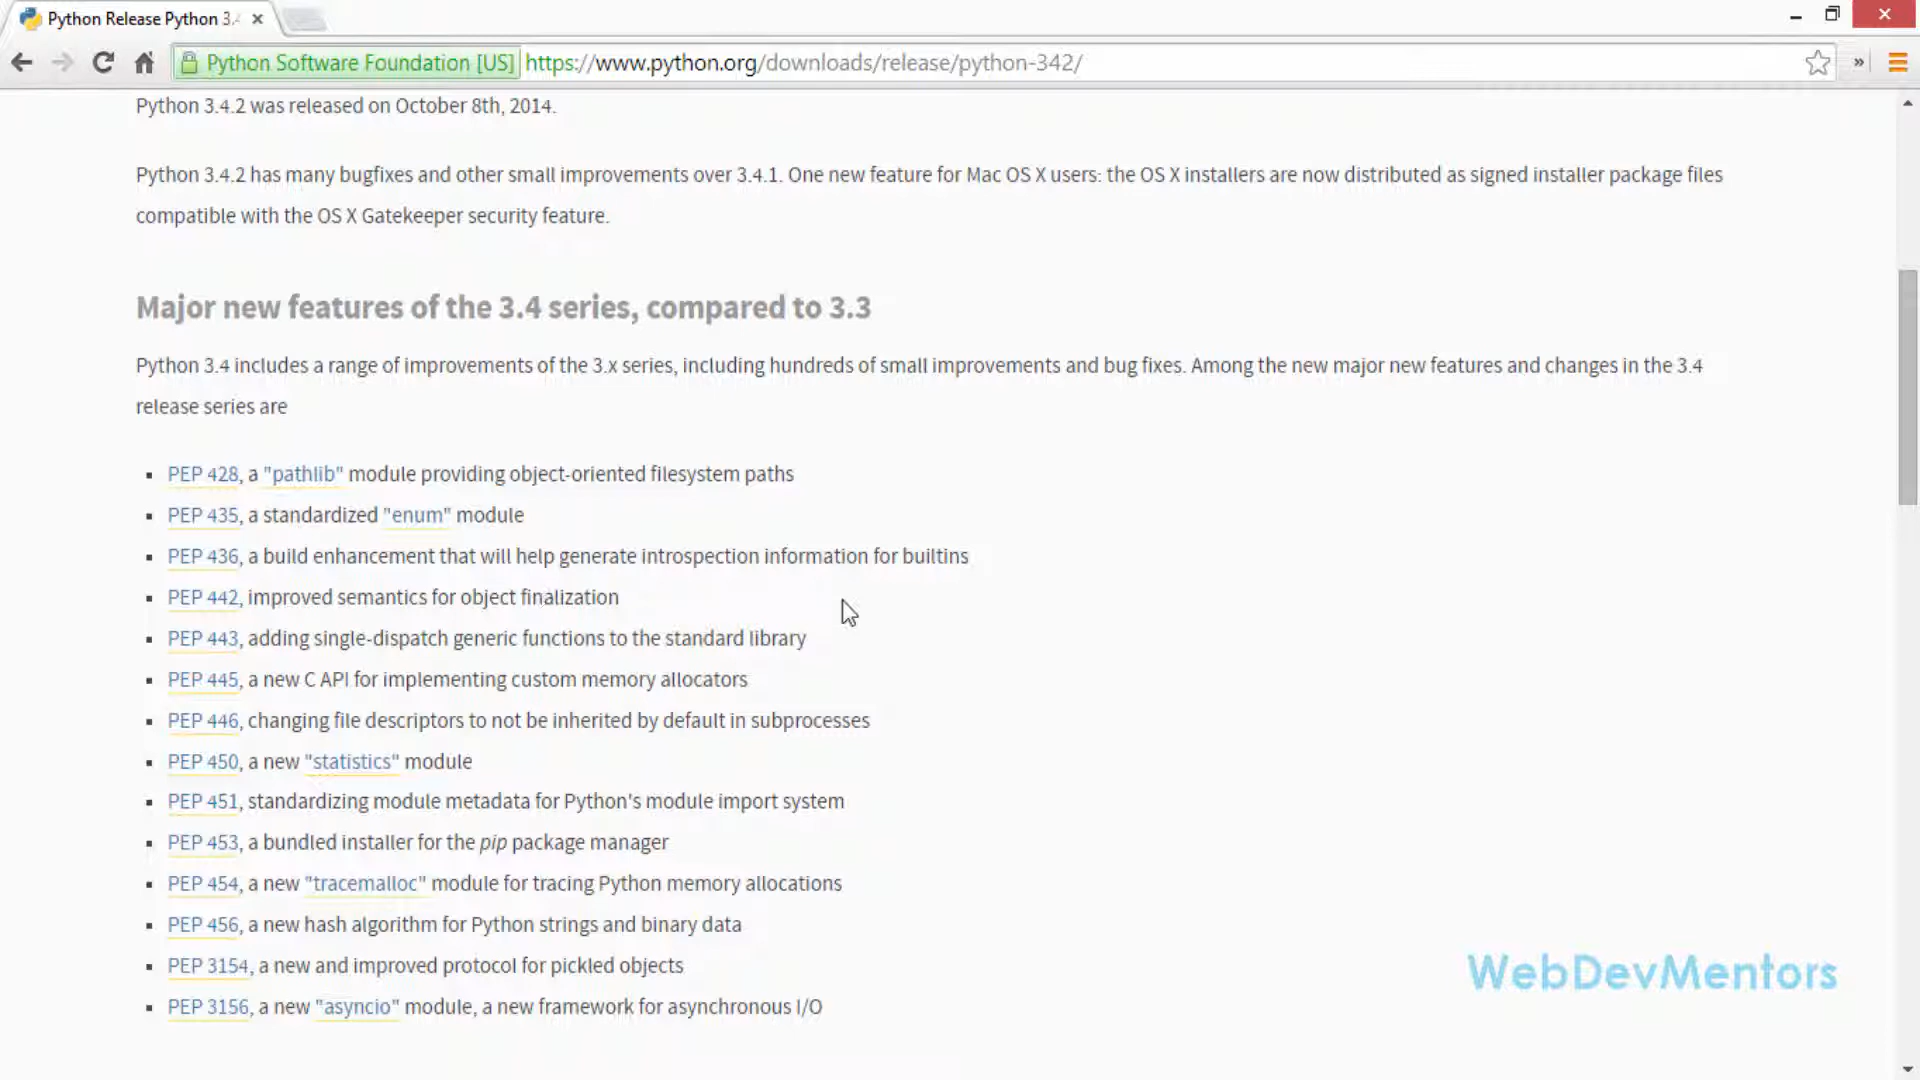 Python Release Python 3.4
Python Software Foundation [US] https://www.python.org/downloads/release/python-342/
Python 3.4.2 was released on October 8th, 2014.
Python 3.4.2 has many bugfixes and other small improvements over 3.4.1. One new feature for Mac OS X users: the OS X installers are now distributed as signed installer package files
compatible with the OS X Gatekeeper security feature.
Major new features of the 3.4 series, compared to 3.3
Python 3.4 includes a range of improvements of the 3.x series, including hundreds of small improvements and bug fixes. Among the new major new features and changes in the 3.4
release series are
PEP 428, a "pathlib" module providing object-oriented filesystem paths
PEP 435, a standardized "enum" module
PEP 436, a build enhancement that will help generate introspection information for builtins
PEP 442, improved semantics for object finalization
PEP 443, adding single-dispatch generic functions to the standard library
PEP 445, a new C API for implementing custom memory allocators
PEP 446, changing file descriptors to not be inherited by default in subprocesses
PEP 450, a new "statistics" module
PEP 451, standardizing module metadata for Python's module import system
PEP 453, a bundled installer for the pip package manager
PEP 454, a new "tracemalloc" module for tracing Python memory allocations
PEP 456, a new hash algorithm for Python strings and binary data
PEP 3154, a new and improved protocol for pickled objects
PEP 3156, a new "asyncio" module, a new framework for asynchronous I/O
WebDevMentors